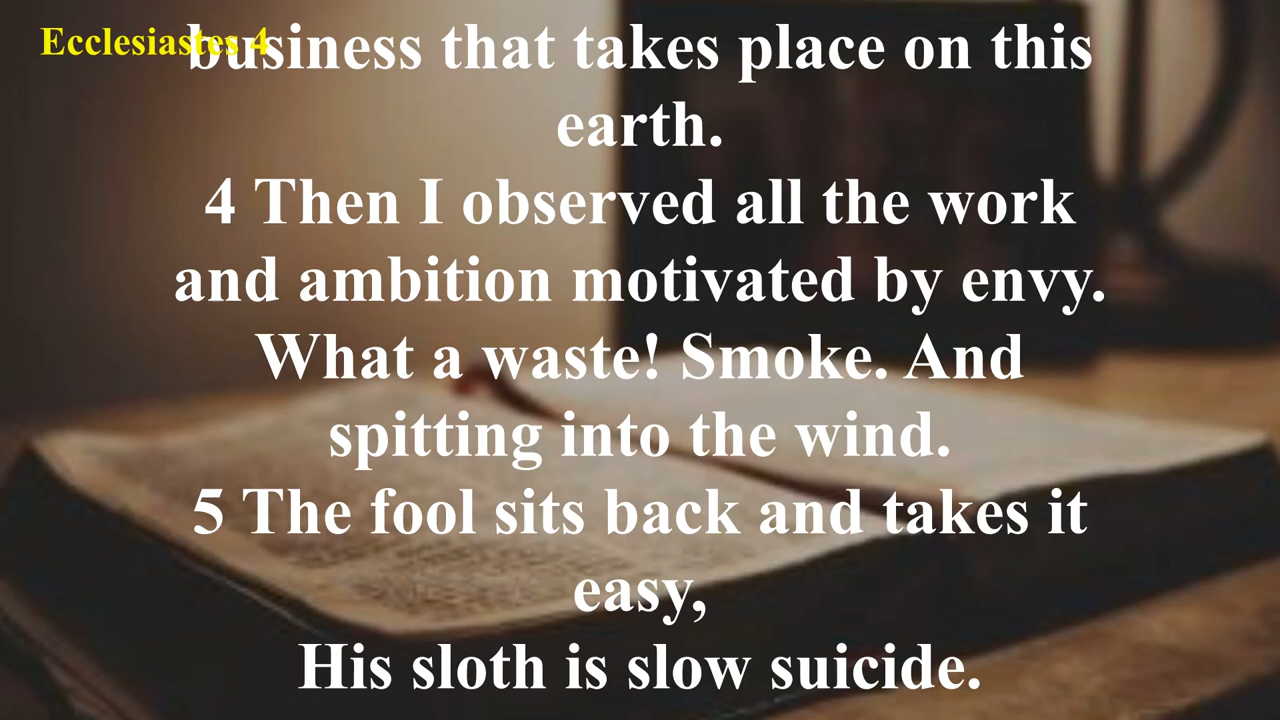 Ecclesiastes 4
business that takes place on this
earth.
4 Then I observed all the work
and ambition motivated by envy.
What a waste! Smoke. And
spitting into the wind.
5 The fool sits back and takes it
easy,
His sloth is slow suicide.